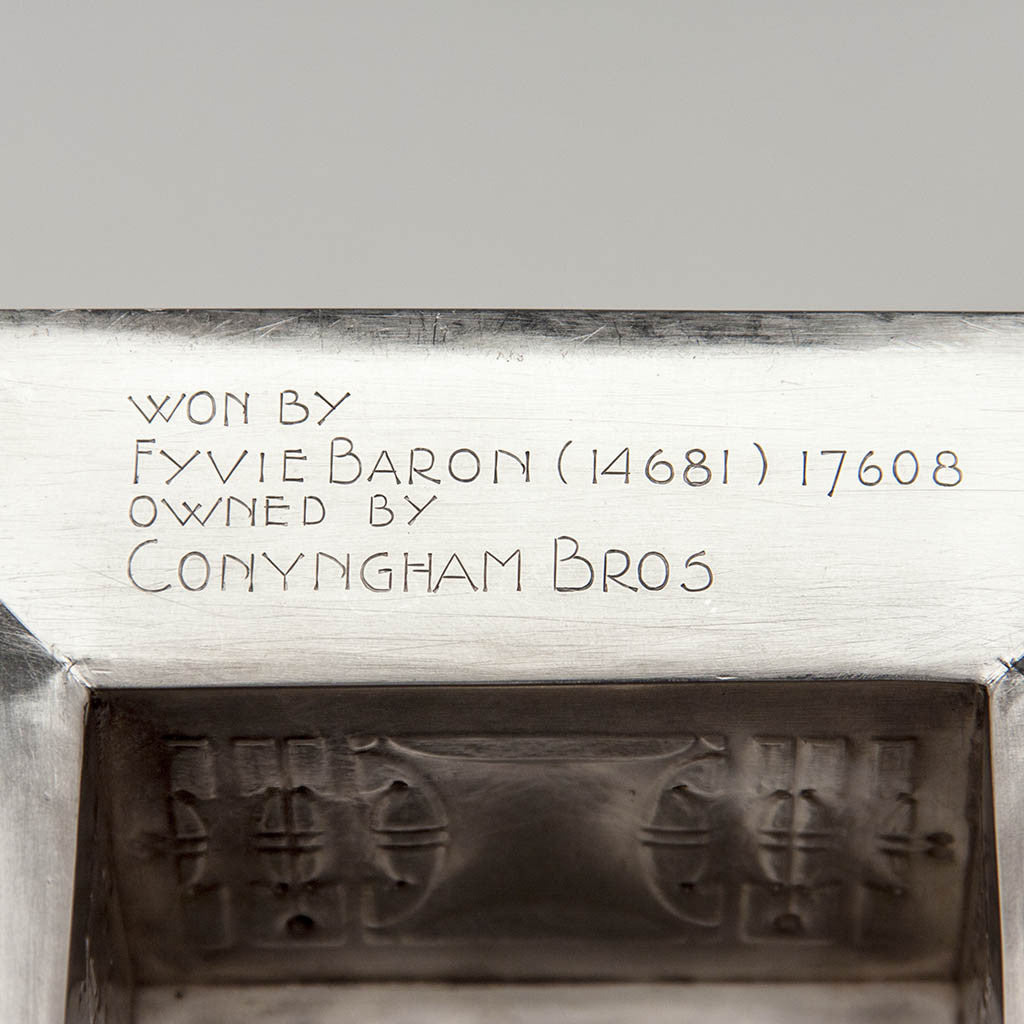 WON BY
FYVIE BARON (14681) 17608
OWNED BY
CONYNGHAM BROS